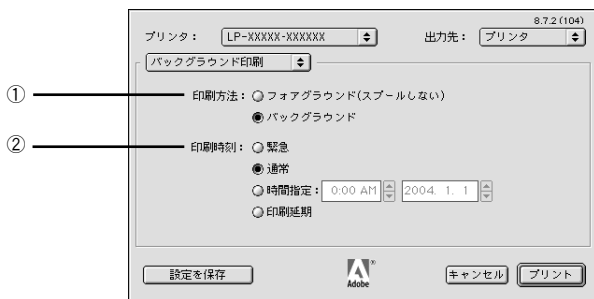 8.7.2 (104)
プリンタ： LP-XXXXX-XXXXXX 出力先： プリンタ
バックグラウンド印刷
① 印刷方法： フォアグラウンド(スプールしない)
バックグラウンド
② 印刷時刻： 緊急
通常
時間指定： 0:00 AM 2004. 1. 1
印刷延期
設定を保存 Adobe キャンセル プリント